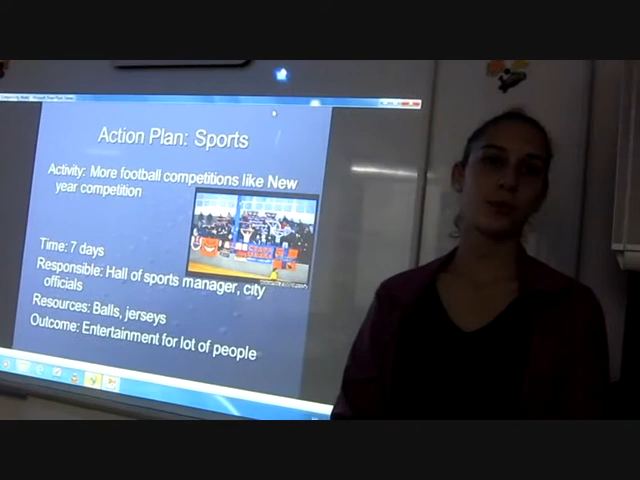 Action Plan: Sports
Activity: More football competitions like New
year competition
Time: 7 days
Responsible: Hall of sports manager, city
officials
Resources: Balls, jerseys
Outcome: Entertainment for lot of people